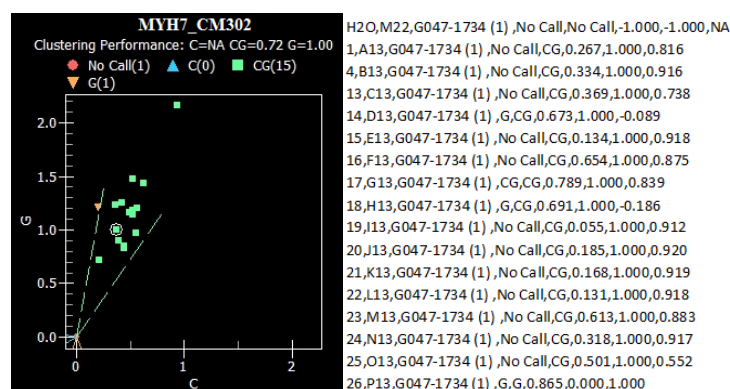 MYH7_CM302
Clustering Performance: C=NA CG=0.72 G=1.00
No Call(1) C(0) CG(15)
G(1)
2.0
1.5
1.0
0.5
0.0
G
0 1 2
C
H2O,M22,G047-1734 (1) ,No Call,No Call,-1.000,-1.000,NA
1,A13,G047-1734 (1) ,No Call,CG,0.267,1.000,0.816
4,B13,G047-1734 (1) ,No Call,CG,0.334,1.000,0.916
13,C13,G047-1734 (1) ,No Call,CG,0.369,1.000,0.738
14,D13,G047-1734 (1) ,G,CG,0.673,1.000,-0.089
15,E13,G047-1734 (1) ,No Call,CG,0.134,1.000,0.918
16,F13,G047-1734 (1) ,No Call,CG,0.654,1.000,0.875
17,G13,G047-1734 (1) ,CG,CG,0.789,1.000,0.839
18,H13,G047-1734 (1) ,G,CG,0.691,1.000,-0.186
19,I13,G047-1734 (1) ,No Call,CG,0.055,1.000,0.912
20,J13,G047-1734 (1) ,No Call,CG,0.185,1.000,0.920
21,K13,G047-1734 (1) ,No Call,CG,0.168,1.000,0.919
22,L13,G047-1734 (1) ,No Call,CG,0.131,1.000,0.918
23,M13,G047-1734 (1) ,No Call,CG,0.613,1.000,0.883
24,N13,G047-1734 (1) ,No Call,CG,0.318,1.000,0.917
25,O13,G047-1734 (1) ,No Call,CG,0.501,1.000,0.552
26,P13,G047-1734 (1) ,G,G,0.865,0.000,1.000